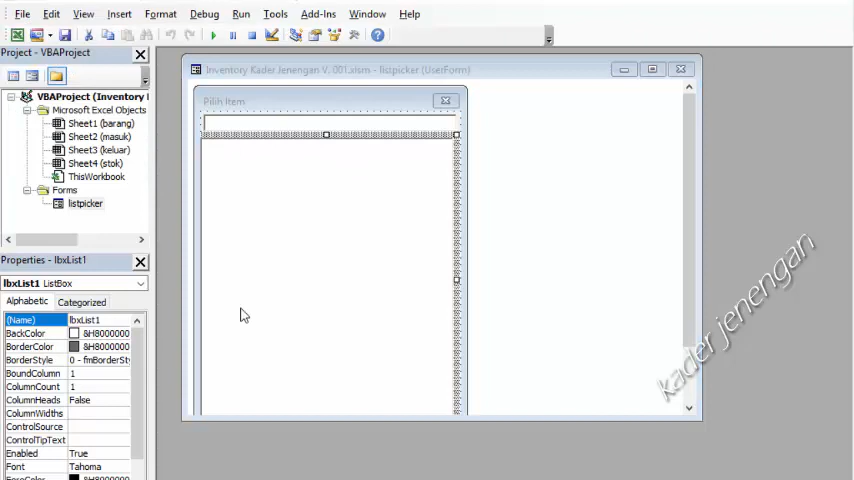 File Edit View Insert Format Debug Run Tools Add-Ins Window Help
Project - VBAProject
VBAProject (Inventory
Microsoft Excel Objects
Sheet1 (barang)
Sheet2 (masuk)
Sheet3 (keluar)
Sheet4 (stok)
ThisWorkbook
Forms
listpicker
Properties - lbxList1
lbxList1 ListBox
Alphabetic Categorized
(Name) lbxList1
BackColor &H8000000
BorderColor &H8000000
BorderStyle 0 - fmBorderSty
BoundColumn 1
ColumnCount 1
ColumnHeads False
ColumnWidths
ControlSource
ControlTipText
Enabled True
Font Tahoma
ForeColor &H8000000
Inventory Kader Jenengan V. 001.xlsm - listpicker (UserForm)
Pilih Item
kader jenengan